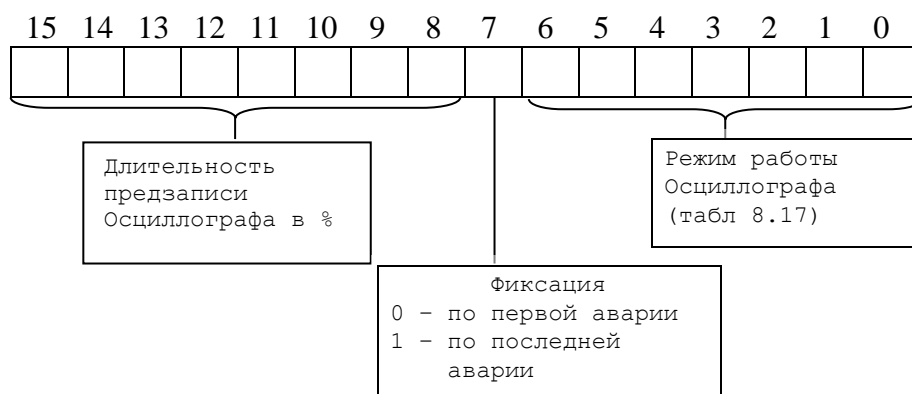 15 14 13 12 11 10 9 8 7 6 5 4 3 2 1 0
Длительность
предзаписи
Осциллографа в %
Режим работы
Осциллографа
(табл 8.17)
Фиксация
0 – по первой аварии
1 – по последней
аварии